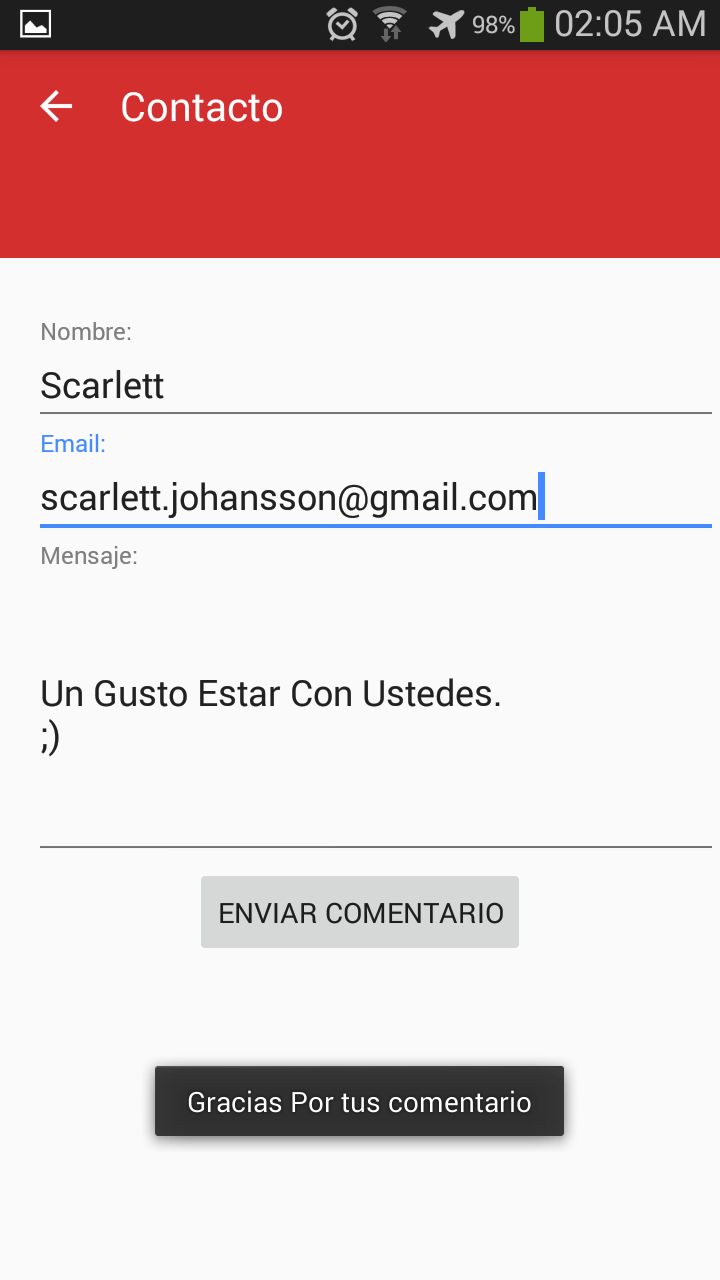 98% 02:05 AM
Contacto
Nombre:
Scarlett
Email:
scarlett.johansson@gmail.com
Mensaje:
Un Gusto Estar Con Ustedes.
;)
ENVIAR COMENTARIO
Gracias Por tus comentario